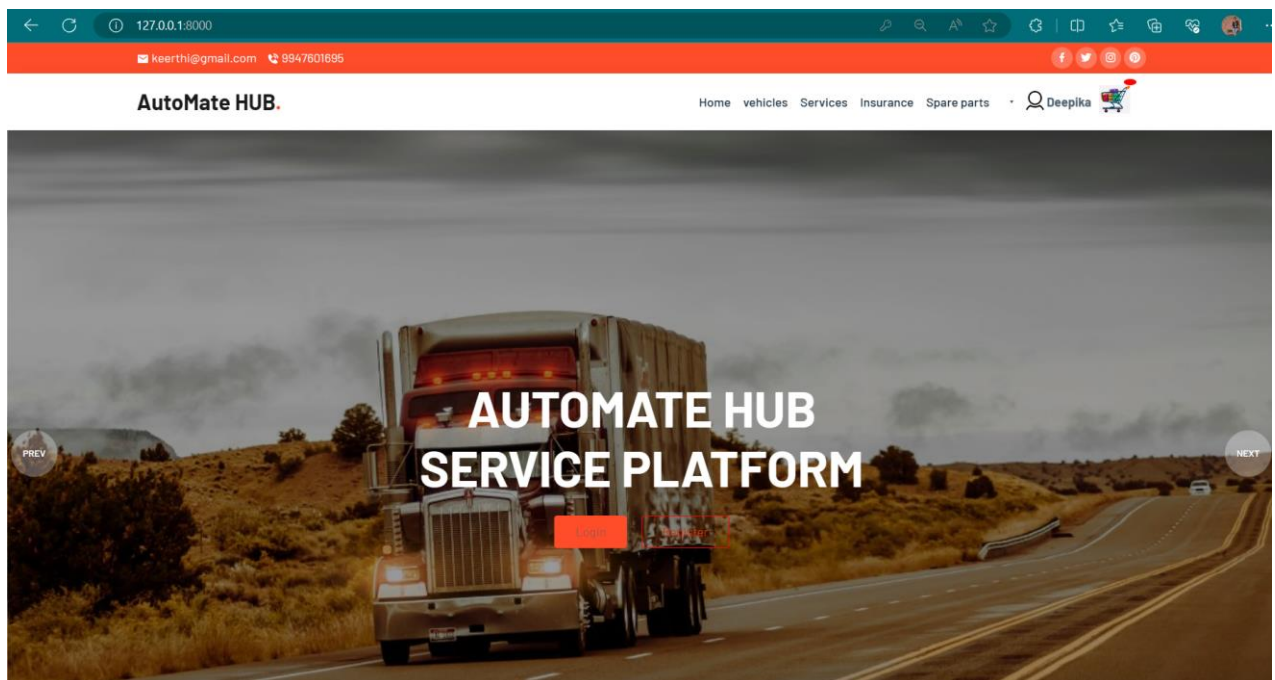 127.0.0.1:8000
keerthi@gmail.com 9947601695
AutoMate HUB.
Home vehicles Services Insurance Spare parts Deepika
AUTOMATE HUB
SERVICE PLATFORM
PREV
NEXT
Login